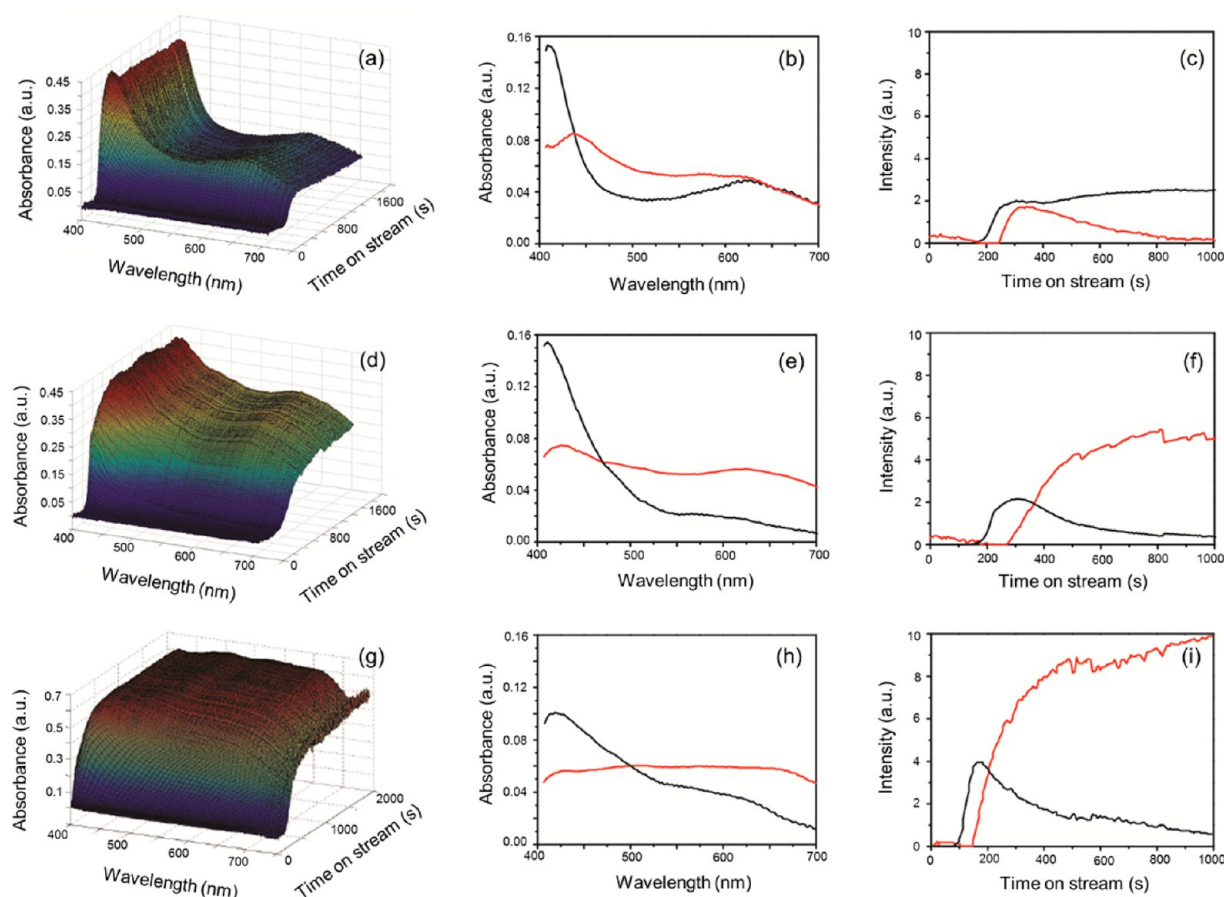 (a)
0.45
0.35
0.25
0.15
0.05
Absorbance (a.u.)
400
500
600
700
Wavelength (nm)
0
800
1600
Time on stream (s)
(b)
0.16
0.12
0.08
0.04
0.00
Absorbance (a.u.)
400 500 600 700
Wavelength (nm)
(c)
10
8
6
4
2
0
Intensity (a.u.)
0 200 400 600 800 1000
Time on stream (s)
(d)
0.45
0.35
0.25
0.15
0.05
Absorbance (a.u.)
400
500
600
700
Wavelength (nm)
0
800
1600
Time on stream (s)
(e)
0.16
0.12
0.08
0.04
0.00
Absorbance (a.u.)
400 500 600 700
Wavelength (nm)
(f)
10
8
6
4
2
0
Intensity (a.u.)
0 200 400 600 800 1000
Time on stream (s)
(g)
0.7
0.5
0.3
0.1
Absorbance (a.u.)
400
500
600
700
Wavelength (nm)
0
1000
2000
Time on stream (s)
(h)
0.16
0.12
0.08
0.04
0.00
Absorbance (a.u.)
400 500 600 700
Wavelength (nm)
(i)
10
8
6
4
2
0
Intensity (a.u.)
0 200 400 600 800 1000
Time on stream (s)